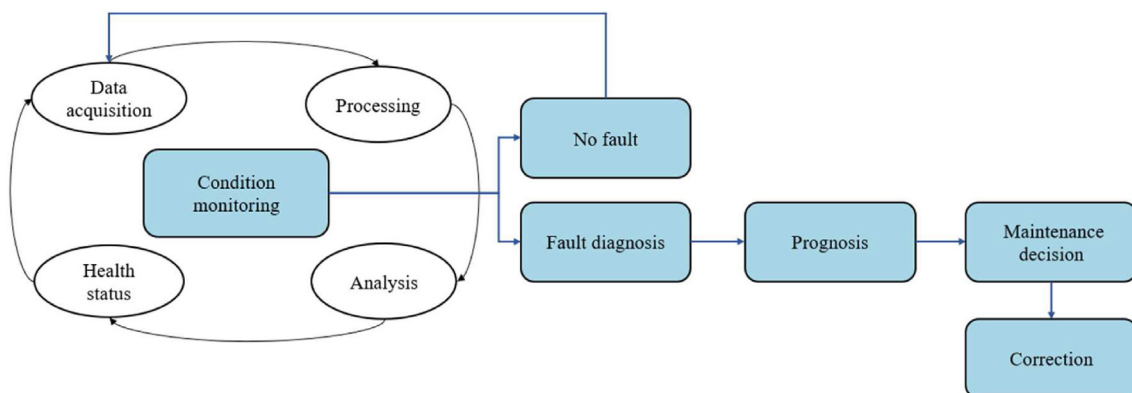 Data
acquisition
Processing
No fault
Condition
monitoring
Fault diagnosis
Prognosis
Maintenance
decision
Health
status
Analysis
Correction